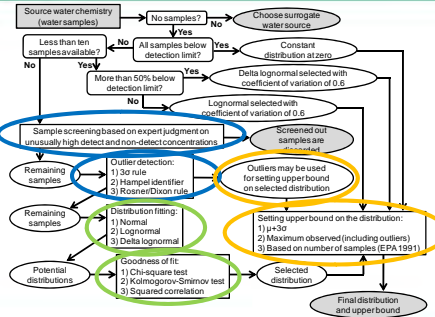 Source water chemistry
(water samples)
No samples?
Choose surrogate
water source
No
Yes
Less than ten
samples available?
No
All samples below
detection limit?
Yes
Constant
distribution at zero
No
Yes
More than 50% below
detection limit?
Yes
Delta lognormal selected with
coefficient of variation of 0.6
No
Lognormal selected with
coefficient of variation of 0.6
Sample screening based on expert judgment on
unusually high detect and non-detect concentrations
Screened out
samples are
Remaining
samples
Outlier detection:
1) 3σ rule
2) Hampel identifier
3) Rosner/Dixon rule
Outliers may be used
for setting upper bound
on selected distribution
Remaining
samples
Distribution fitting:
1) Normal
2) Lognormal
3) Delta lognormal
Setting upper bound on the distribution:
1) μ+3σ
2) Maximum observed (including outliers)
3) Based on number of samples (EPA 1991)
Potential
distributions
Goodness of fit:
1) Chi-square test
2) Kolmogorov-Smirnov test
3) Squared correlation
Selected
distribution
Final distribution
and upper bound